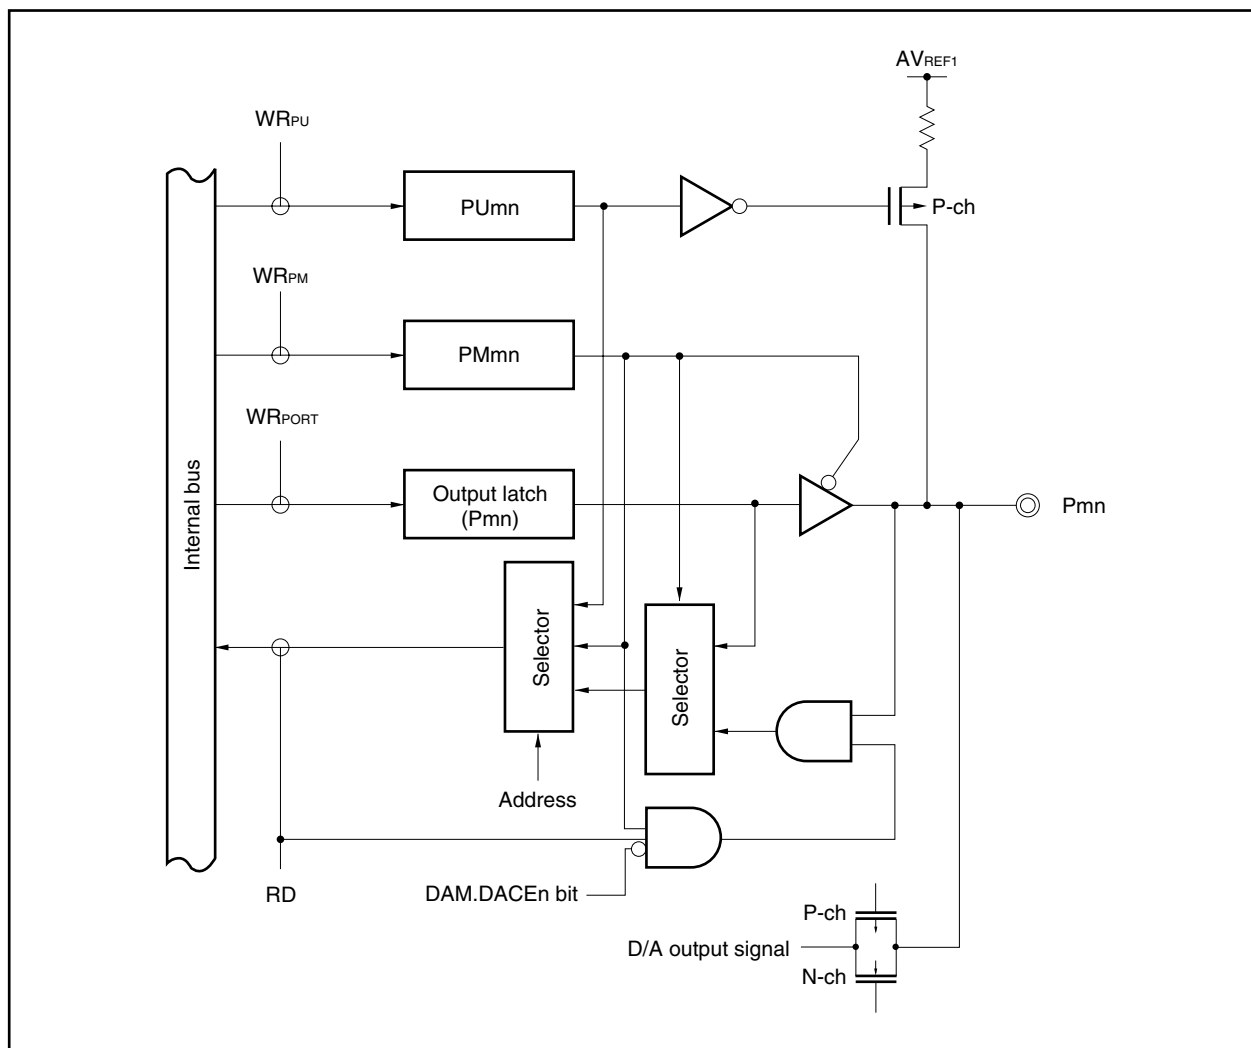 AVREF1
WRPU
PUmn
P-ch
WRPM
PMmn
WRPORT
Output latch
(Pmn)
Pmn
Internal bus
Selector
Selector
Address
RD
DAM.DACEn bit
P-ch
D/A output signal
N-ch